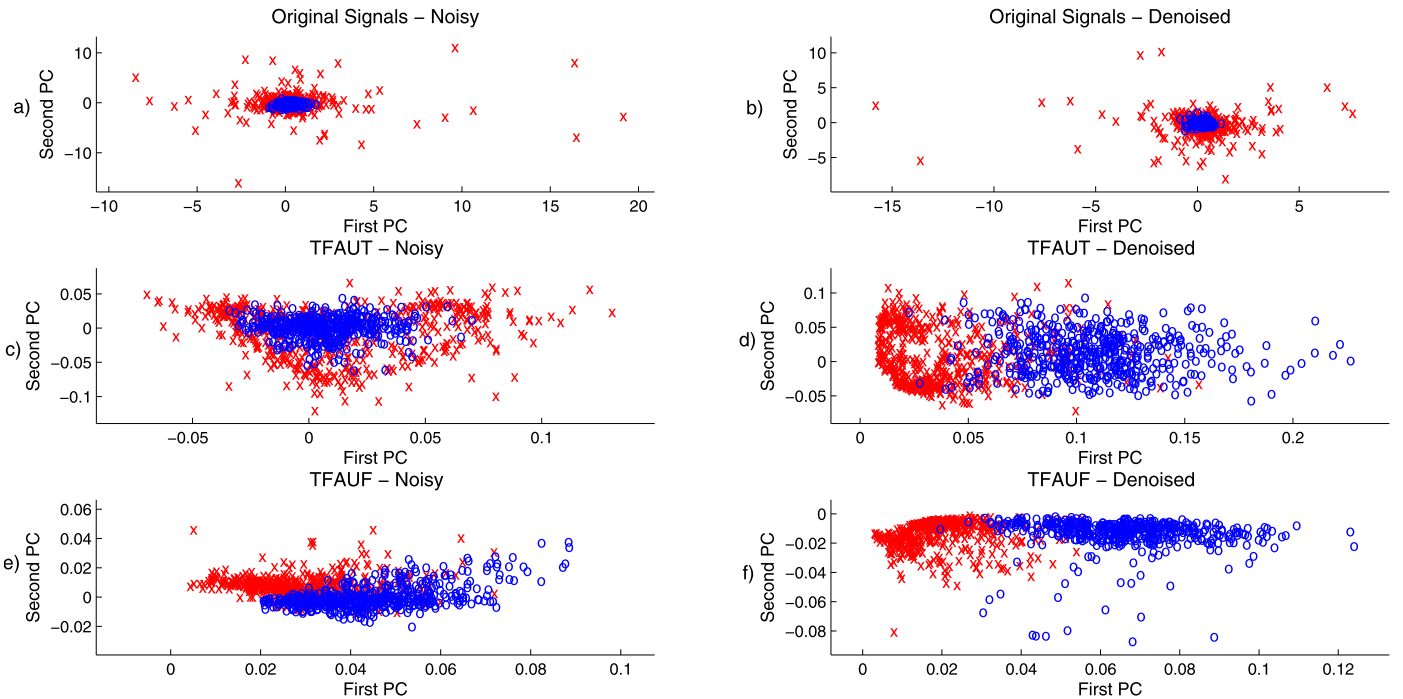 Original Signals − Noisy
a)
Second PC
10
0
−10
−10
−5
0
5
10
15
20
First PC
Original Signals − Denoised
b)
Second PC
10
5
0
−5
−15
−10
−5
0
5
First PC
TFAUT − Noisy
c)
Second PC
0.05
0
−0.05
−0.1
−0.05
0
0.05
0.1
First PC
TFAUT − Denoised
d)
Second PC
0.1
0.05
0
−0.05
0
0.05
0.1
0.15
0.2
First PC
TFAUF − Noisy
e)
Second PC
0.06
0.04
0.02
0
−0.02
0
0.02
0.04
0.06
0.08
0.1
First PC
TFAUF − Denoised
f)
Second PC
0
−0.02
−0.04
−0.06
−0.08
0
0.02
0.04
0.06
0.08
0.1
0.12
First PC